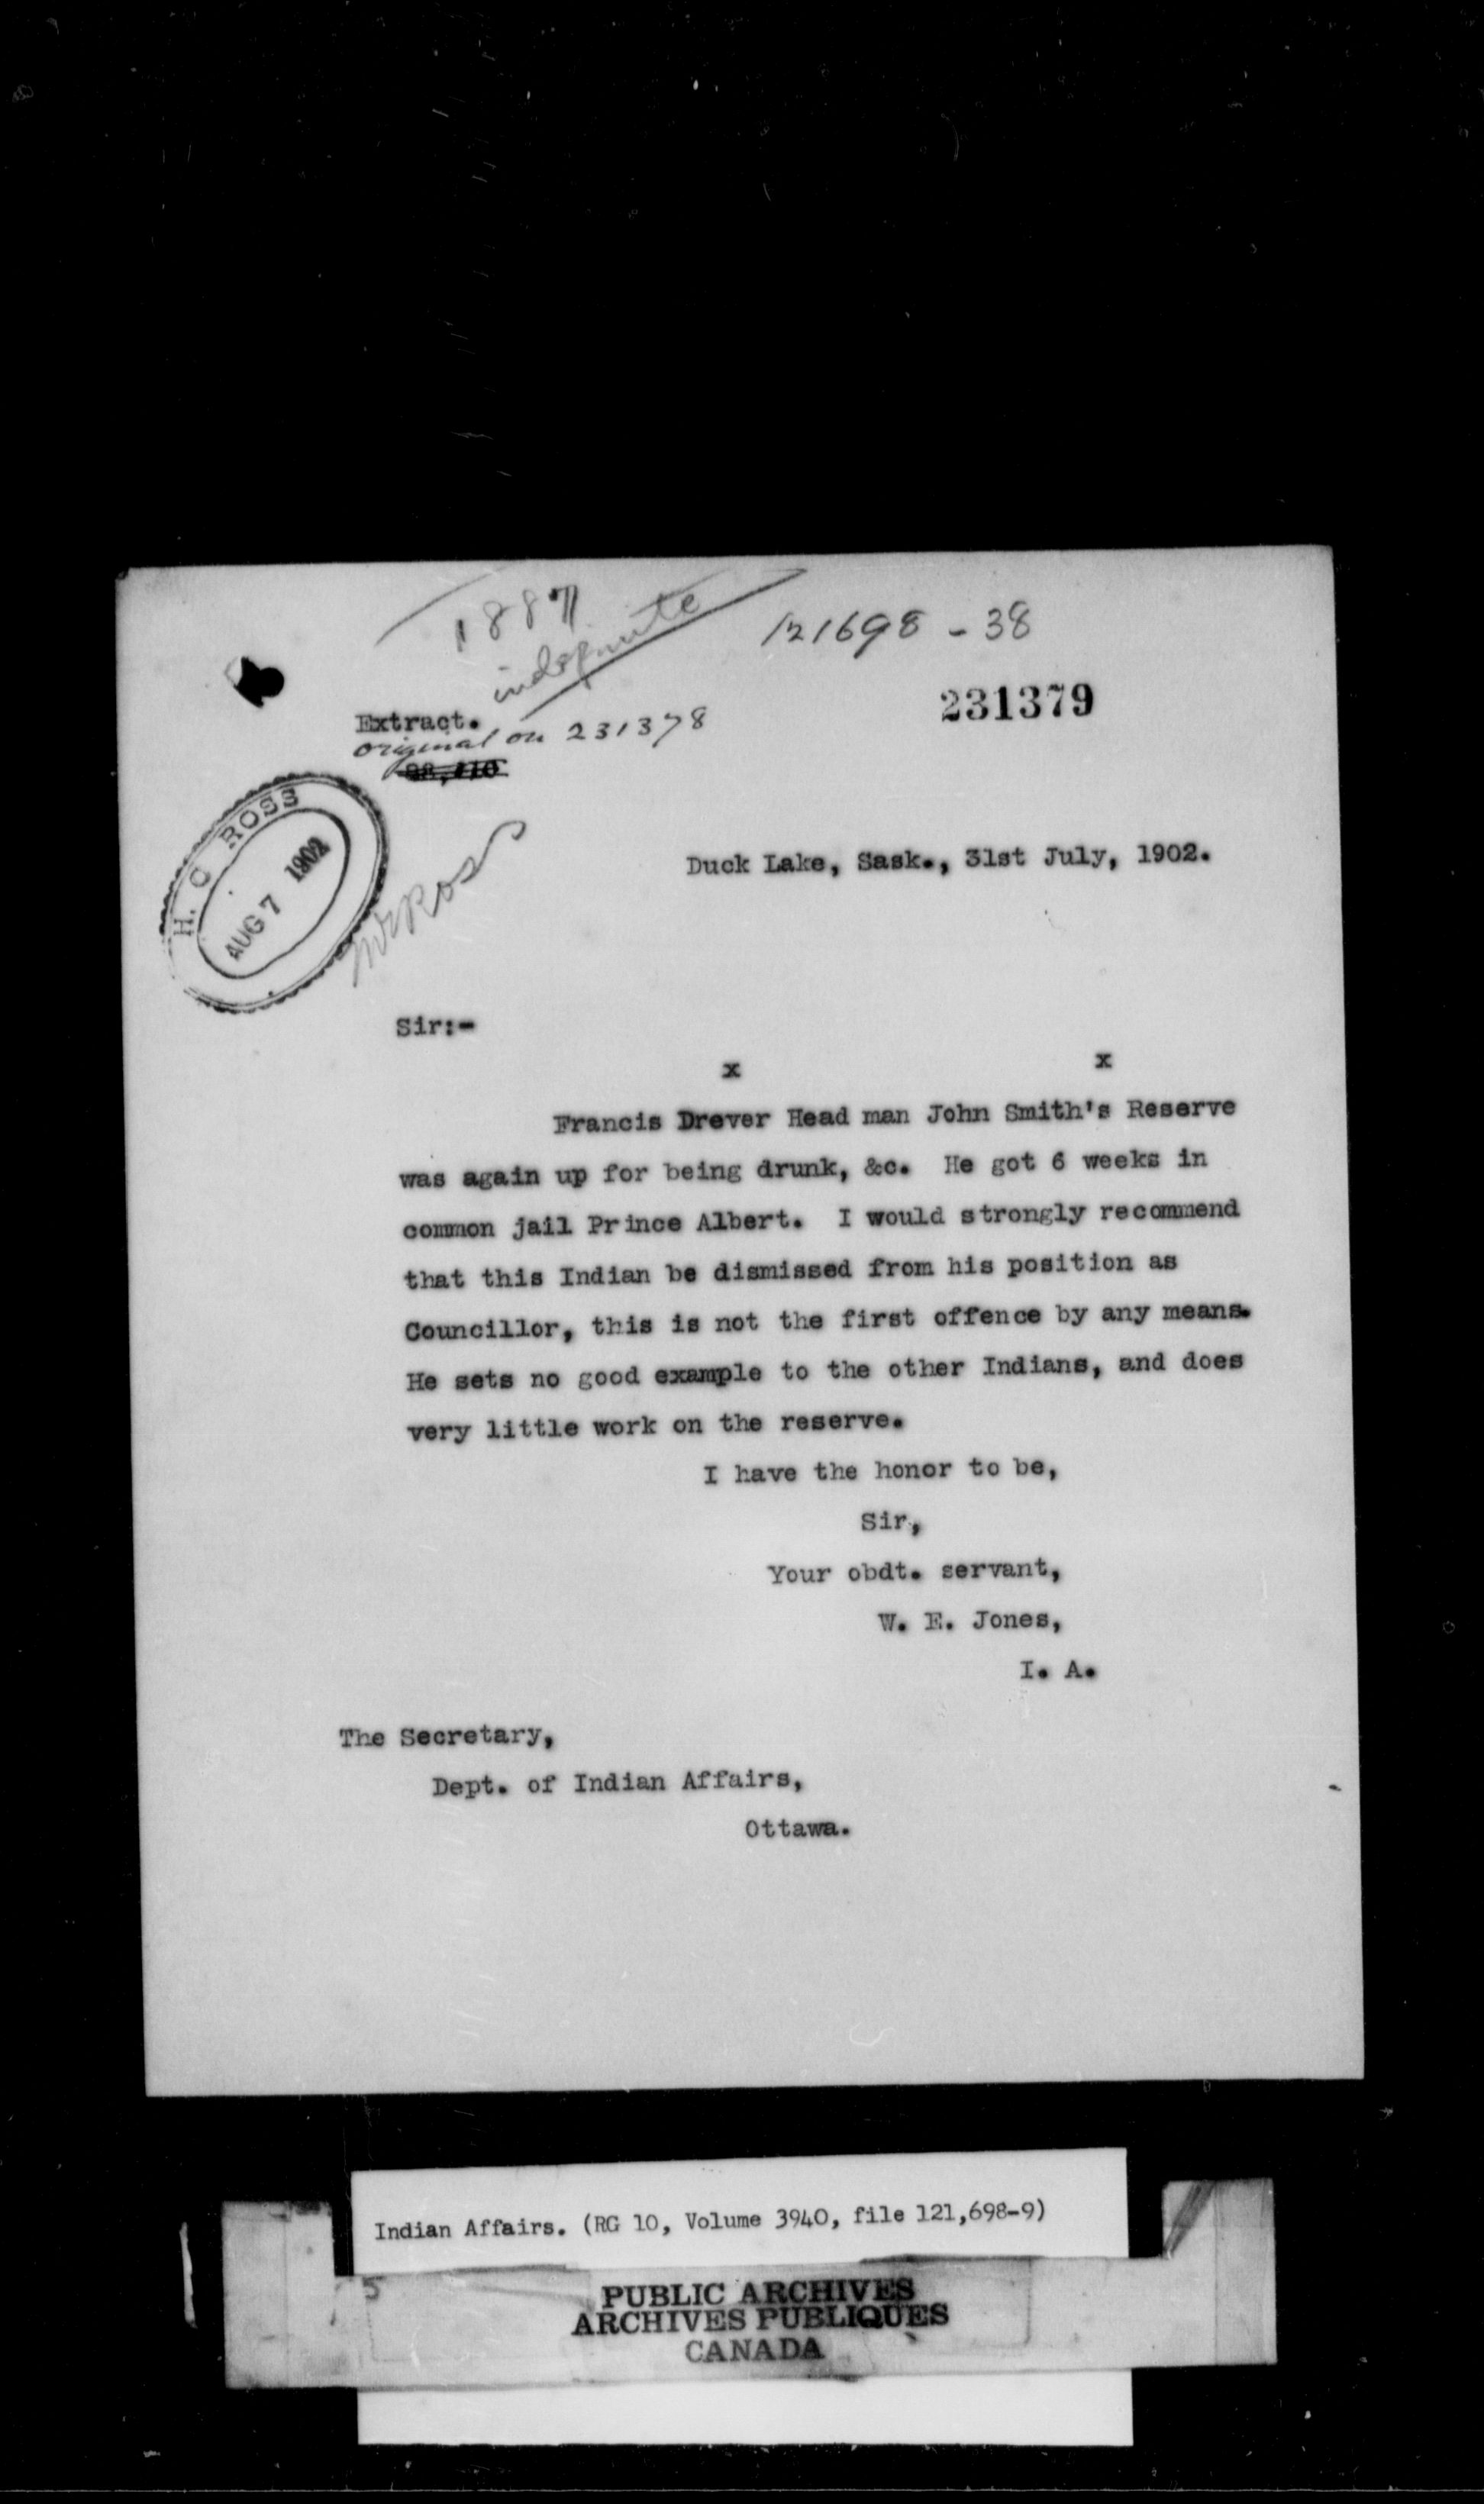 1887
indefinite
121698 - 38
231379
Extract.
original on 231378
H. C ROSS
AUG 7 1902
Mr Ross
Duck Lake, Sask., 31st July, 1902.
Sir:-
x x
Francis Drever Head man John Smith's Reserve
was again up for being drunk, &c. He got 6 weeks in
common jail Prince Albert. I would strongly recommend
that this Indian be dismissed from his position as
Councillor, this is not the first offence by any means.
He sets no good example to the other Indians, and does
very little work on the reserve.
I have the honor to be,
Sir,
Your obdt. servant,
W. E. Jones,
I. A.
The Secretary,
Dept. of Indian Affairs,
Ottawa.
Indian Affairs. (RG 10, Volume 3940, file 121,698-9)
5
PUBLIC ARCHIVES
ARCHIVES PUBLIQUES
CANADA